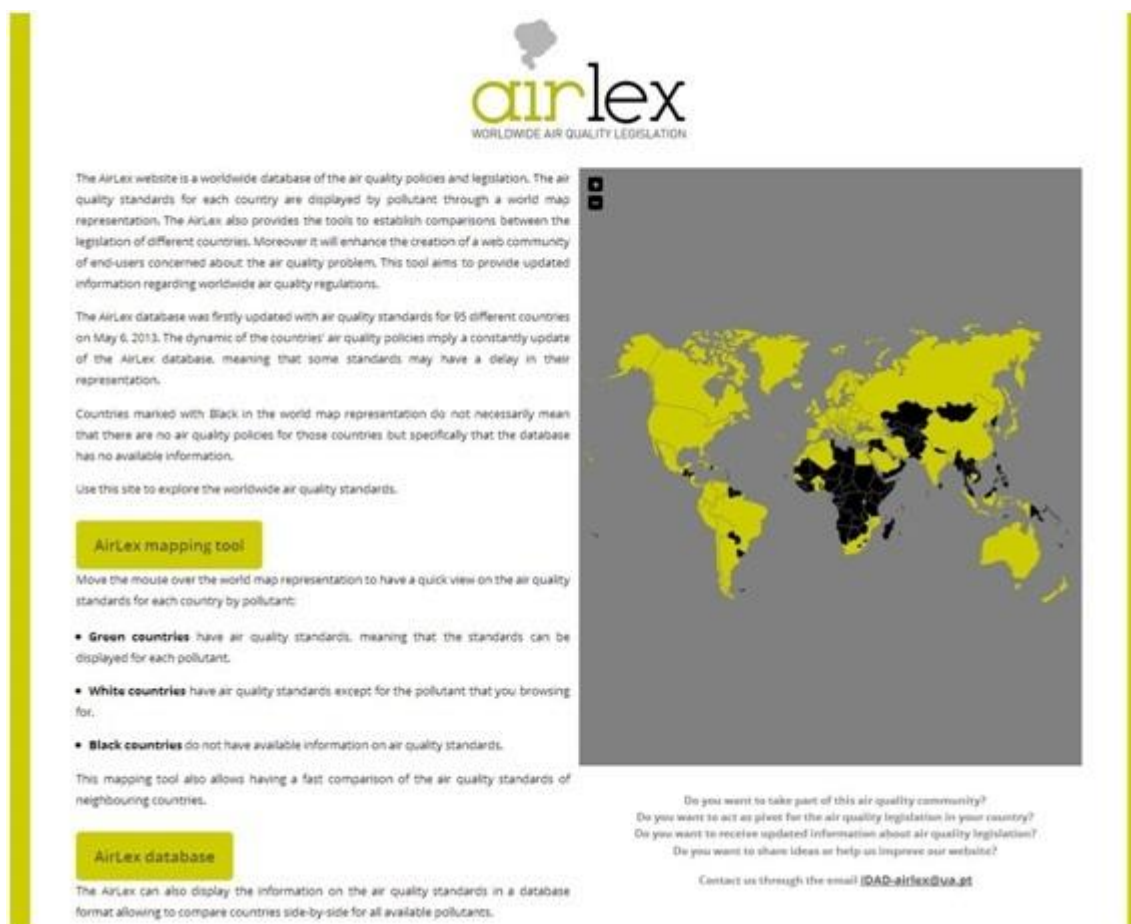 airlex
WORLDWIDE AIR QUALITY LEGISLATION
The AirLex website is a worldwide database of the air quality policies and legislation. The air
quality standards for each country are displayed by pollutant through a world map
representation. The AirLex also provides the tools to establish comparisons between the
legislation of different countries. Moreover it will enhance the creation of a web community
of end-users concerned about the air quality problem. This tool aims to provide updated
information regarding worldwide air quality regulations.
The AirLex database was firstly updated with air quality standards for 95 different countries
on May 6, 2013. The dynamic of the countries' air quality policies imply a constantly update
of the AirLex database, meaning that some standards may have a delay in their
representation.
Countries marked with Black in the world map representation do not necessarily mean
that there are no air quality policies for those countries but specifically that the database
has no available information.
Use this site to explore the worldwide air quality standards.
AirLex mapping tool
Move the mouse over the world map representation to have a quick view on the air quality
standards for each country by pollutant:
• Green countries have air quality standards, meaning that the standards can be
displayed for each pollutant.
• White countries have air quality standards except for the pollutant that you browsing
for.
• Black countries do not have available information on air quality standards.
This mapping tool also allows having a fast comparison of the air quality standards of
neighbouring countries.
AirLex database
The AirLex can also display the information on the air quality standards in a database
format allowing to compare countries side-by-side for all available pollutants.
+
−
Do you want to take part of this air quality community?
Do you want to act as pivot for the air quality legislation in your country?
Do you want to receive updated information about air quality legislation?
Do you want to share ideas or help us improve our website?
Contact us through the email IDAD-airlex@ua.pt